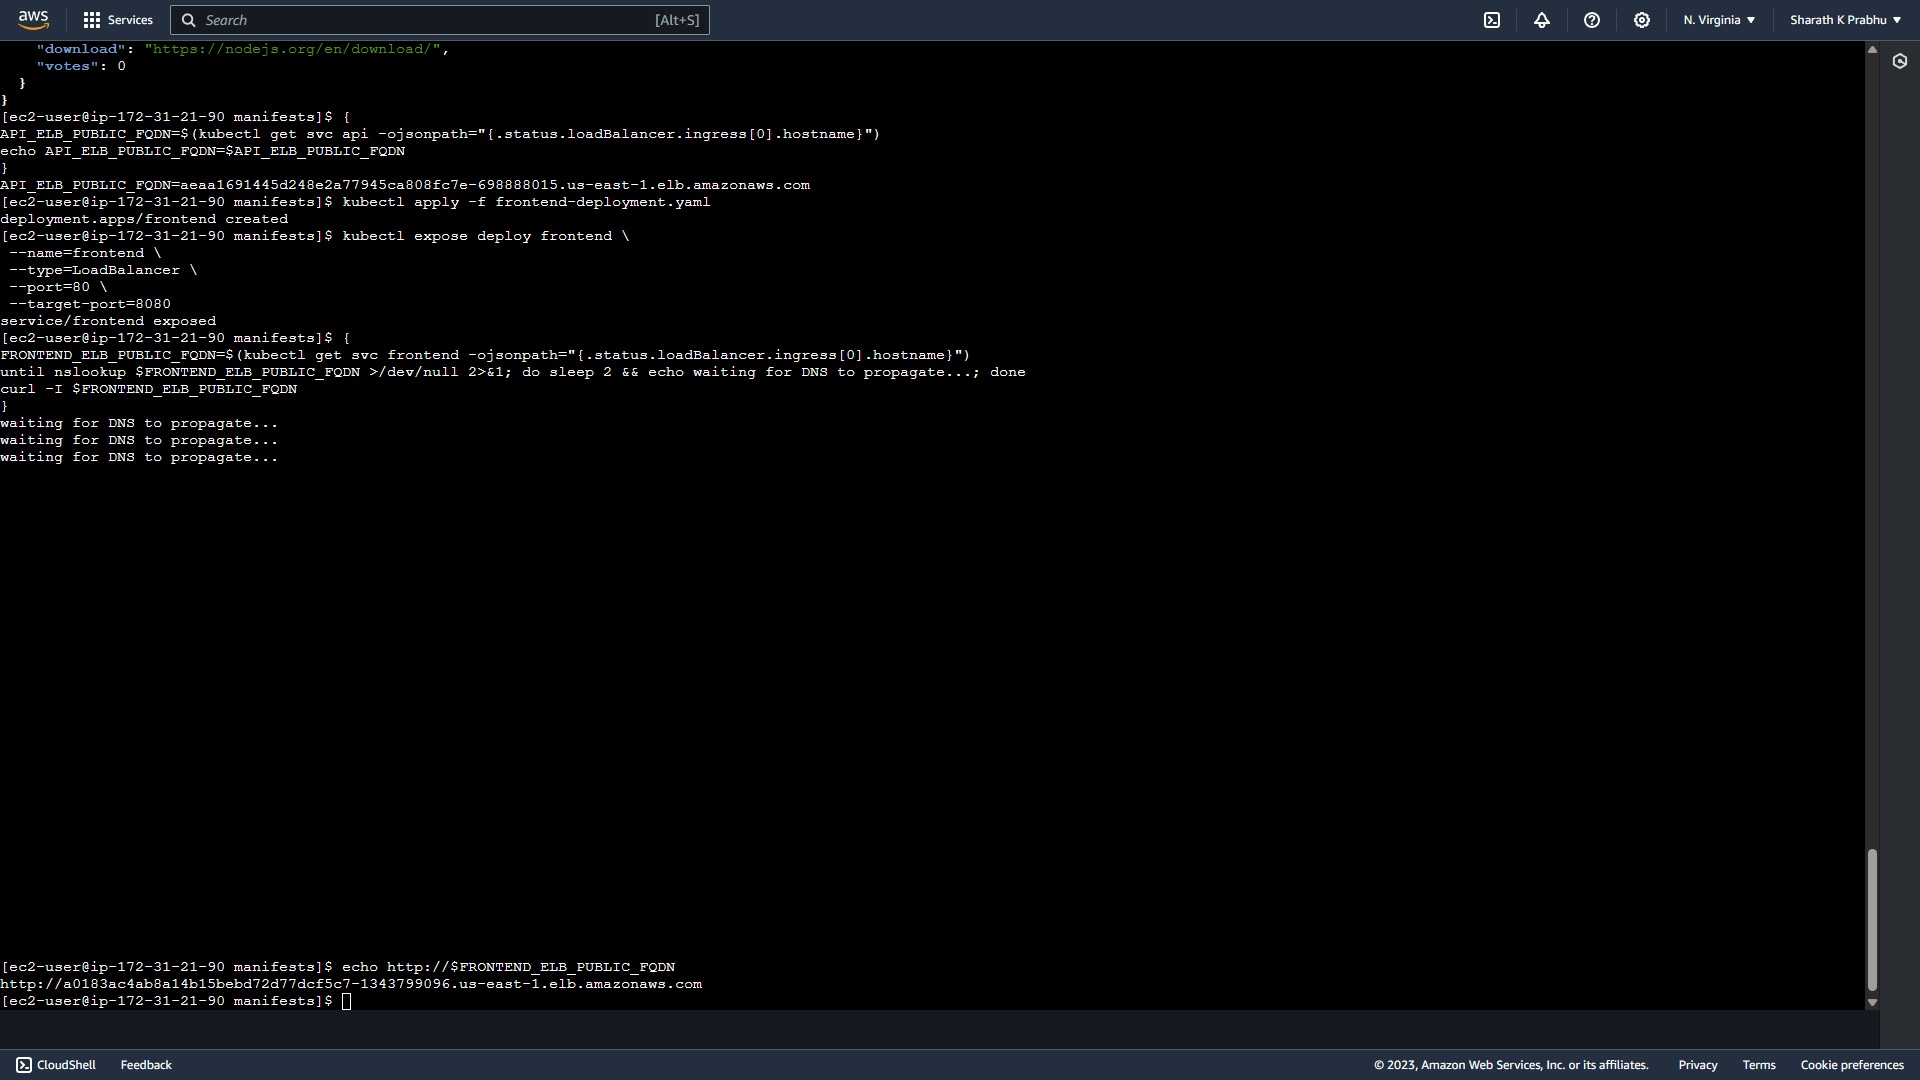 aws
Services
Search [Alt+S]
N. Virginia ▼
Sharath K Prabhu ▼
"download": "https://nodejs.org/en/download/",
"votes": 0
}
}
[ec2-user@ip-172-31-21-90 manifests]$ {
API_ELB_PUBLIC_FQDN=$(kubectl get svc api -ojsonpath="{.status.loadBalancer.ingress[0].hostname}")
echo API_ELB_PUBLIC_FQDN=$API_ELB_PUBLIC_FQDN
}
API_ELB_PUBLIC_FQDN=aeaa1691445d248e2a77945ca808fc7e-698888015.us-east-1.elb.amazonaws.com
[ec2-user@ip-172-31-21-90 manifests]$ kubectl apply -f frontend-deployment.yaml
deployment.apps/frontend created
[ec2-user@ip-172-31-21-90 manifests]$ kubectl expose deploy frontend \
--name=frontend \
--type=LoadBalancer \
--port=80 \
--target-port=8080
service/frontend exposed
[ec2-user@ip-172-31-21-90 manifests]$ {
FRONTEND_ELB_PUBLIC_FQDN=$(kubectl get svc frontend -ojsonpath="{.status.loadBalancer.ingress[0].hostname}")
until nslookup $FRONTEND_ELB_PUBLIC_FQDN >/dev/null 2>&1; do sleep 2 && echo waiting for DNS to propagate...; done
curl -I $FRONTEND_ELB_PUBLIC_FQDN
}
waiting for DNS to propagate...
waiting for DNS to propagate...
waiting for DNS to propagate...
[ec2-user@ip-172-31-21-90 manifests]$ echo http://$FRONTEND_ELB_PUBLIC_FQDN
http://a0183ac4ab8a14b15bebd72d77dcf5c7-1343799096.us-east-1.elb.amazonaws.com
[ec2-user@ip-172-31-21-90 manifests]$
CloudShell
Feedback
© 2023, Amazon Web Services, Inc. or its affiliates.
Privacy
Terms
Cookie preferences